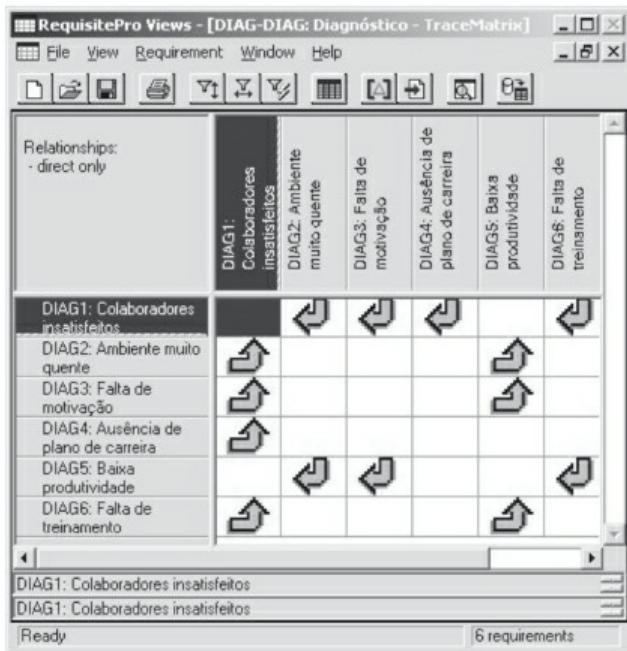 RequisitePro Views - [DIAG-DIAG: Diagnóstico - TraceMatrix]
File View Requirement Window Help
Relationships:
- direct only
DIAG1:
Colaboradores
insatisfeitos
DIAG2: Ambiente
muito quente
DIAG3: Falta de
motivação
DIAG4: Ausência de
plano de carreira
DIAG5: Baixa
produtividade
DIAG6: Falta de
treinamento
DIAG1: Colaboradores
insatisfeitos
DIAG2: Ambiente muito
quente
DIAG3: Falta de
motivação
DIAG4: Ausência de
plano de carreira
DIAG5: Baixa
produtividade
DIAG6: Falta de
treinamento
DIAG1: Colaboradores insatisfeitos
DIAG1: Colaboradores insatisfeitos
Ready
6 requirements